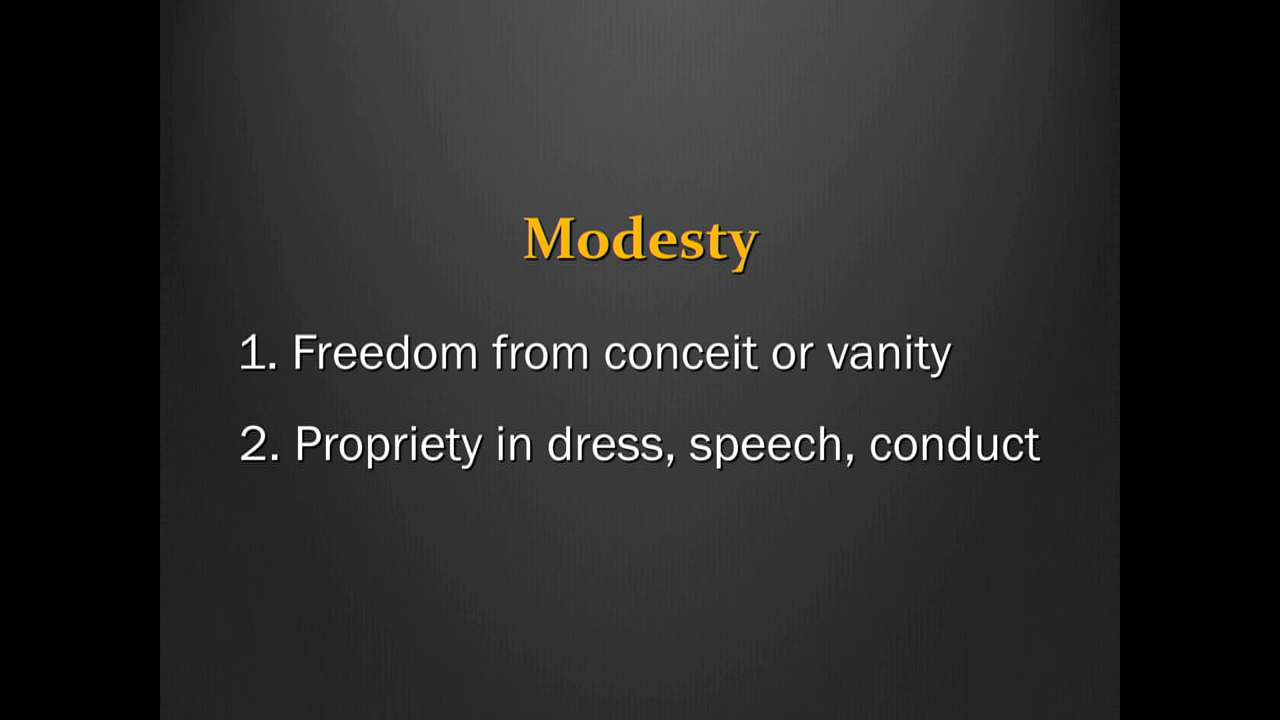 Modesty
1. Freedom from conceit or vanity
2. Propriety in dress, speech, conduct